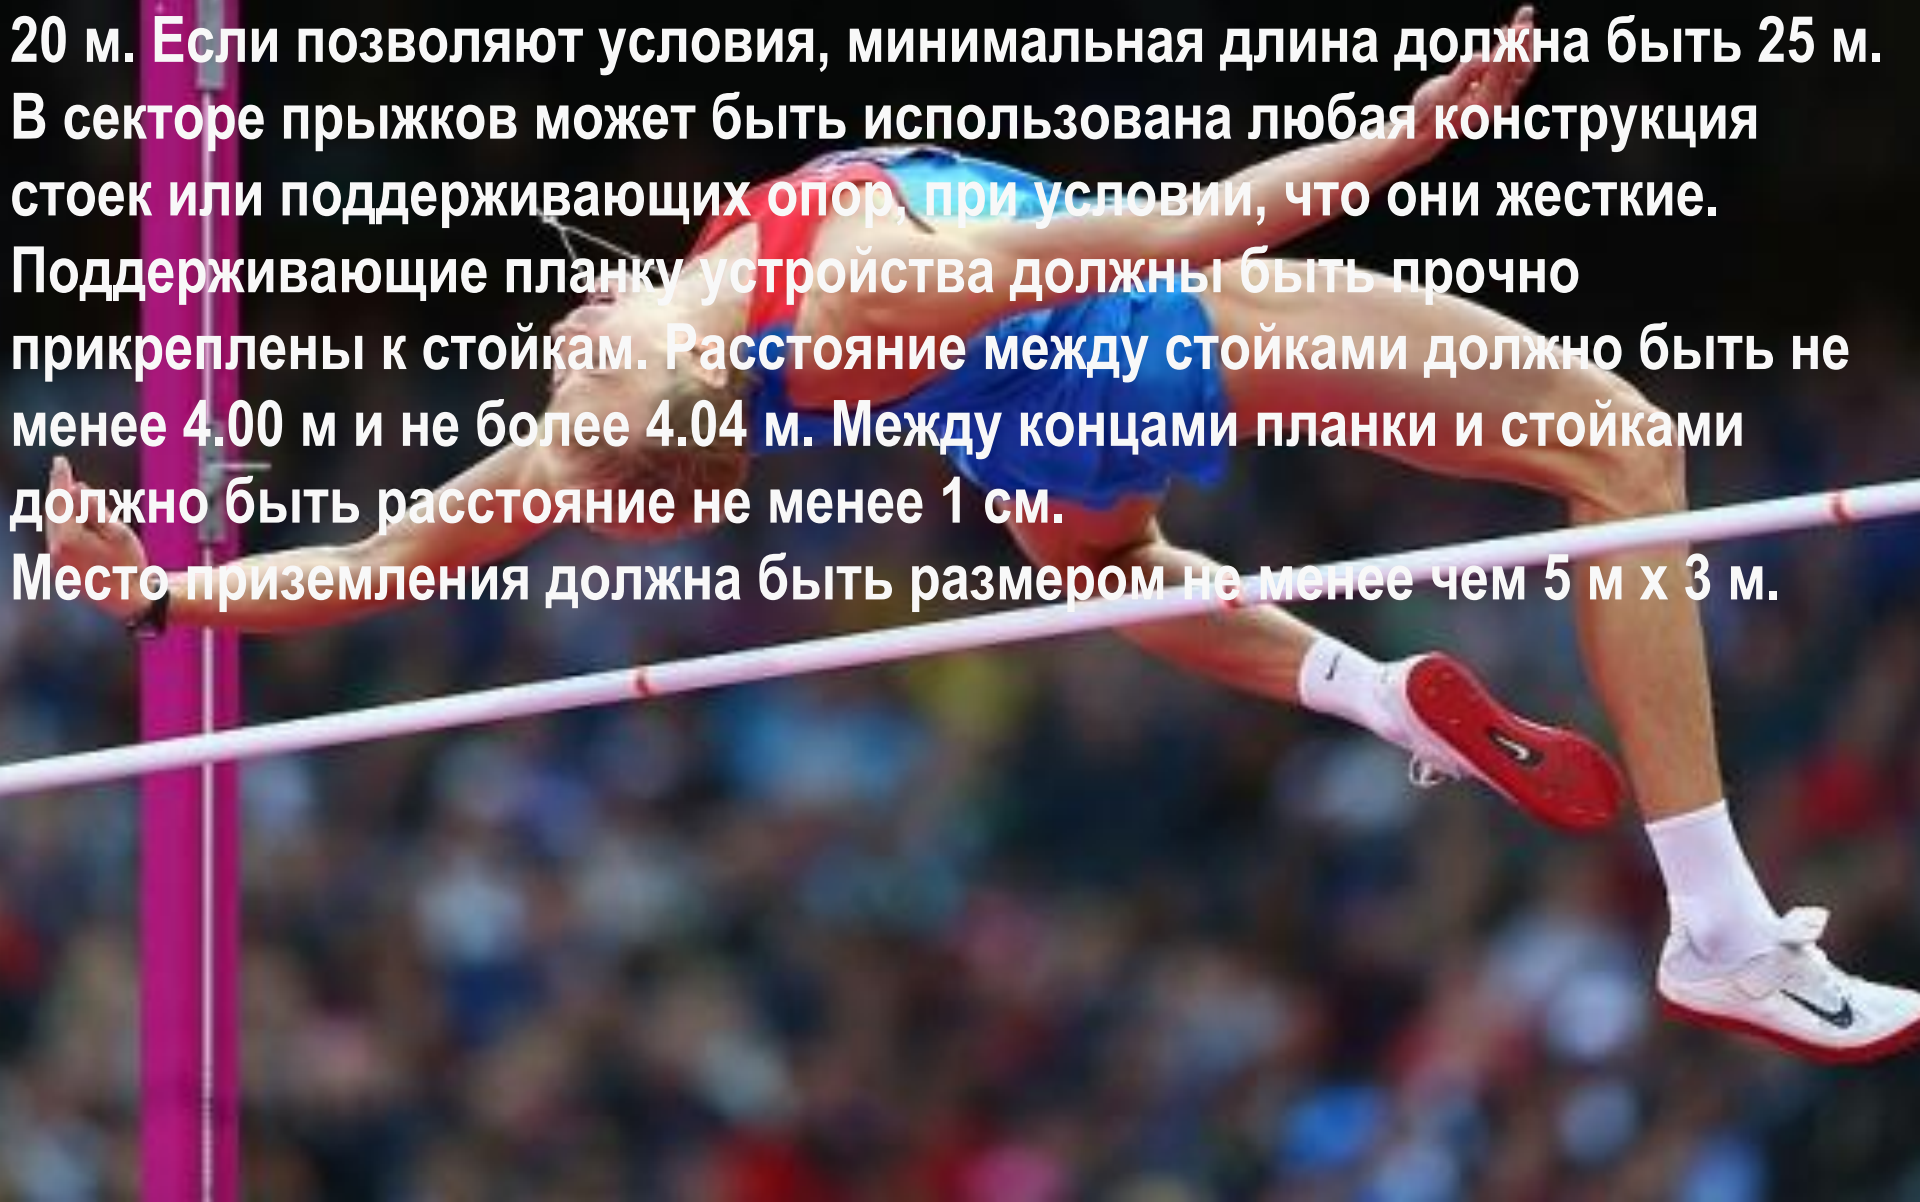 20 м. Если позволяют условия, минимальная длина должна быть 25 м.
В секторе прыжков может быть использована любая конструкция
стоек или поддерживающих опор, при условии, что они жесткие.
Поддерживающие планку устройства должны быть прочно
прикреплены к стойкам. Расстояние между стойками должно быть не
менее 4.00 м и не более 4.04 м. Между концами планки и стойками
должно быть расстояние не менее 1 см.
Место приземления должна быть размером не менее чем 5 м х 3 м.